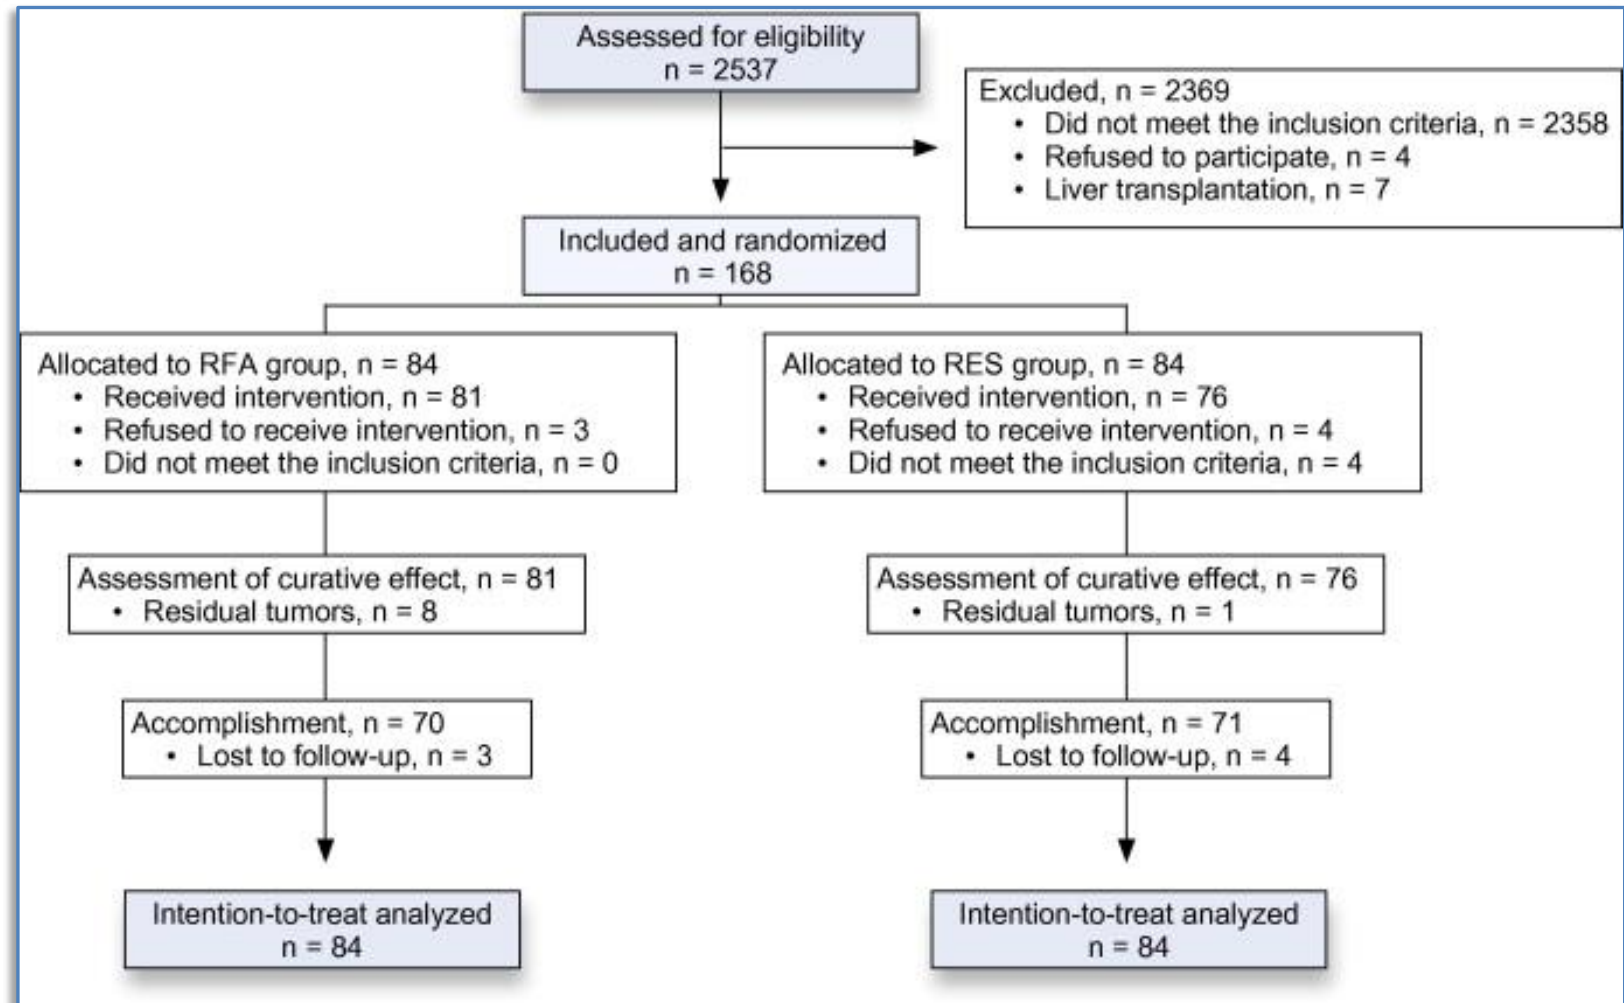 Assessed for eligibility
n = 2537
Excluded, n = 2369
• Did not meet the inclusion criteria, n = 2358
• Refused to participate, n = 4
• Liver transplantation, n = 7
Included and randomized
n = 168
Allocated to RFA group, n = 84
• Received intervention, n = 81
• Refused to receive intervention, n = 3
• Did not meet the inclusion criteria, n = 0
Allocated to RES group, n = 84
• Received intervention, n = 76
• Refused to receive intervention, n = 4
• Did not meet the inclusion criteria, n = 4
Assessment of curative effect, n = 81
• Residual tumors, n = 8
Assessment of curative effect, n = 76
• Residual tumors, n = 1
Accomplishment, n = 70
• Lost to follow-up, n = 3
Accomplishment, n = 71
• Lost to follow-up, n = 4
Intention-to-treat analyzed
n = 84
Intention-to-treat analyzed
n = 84